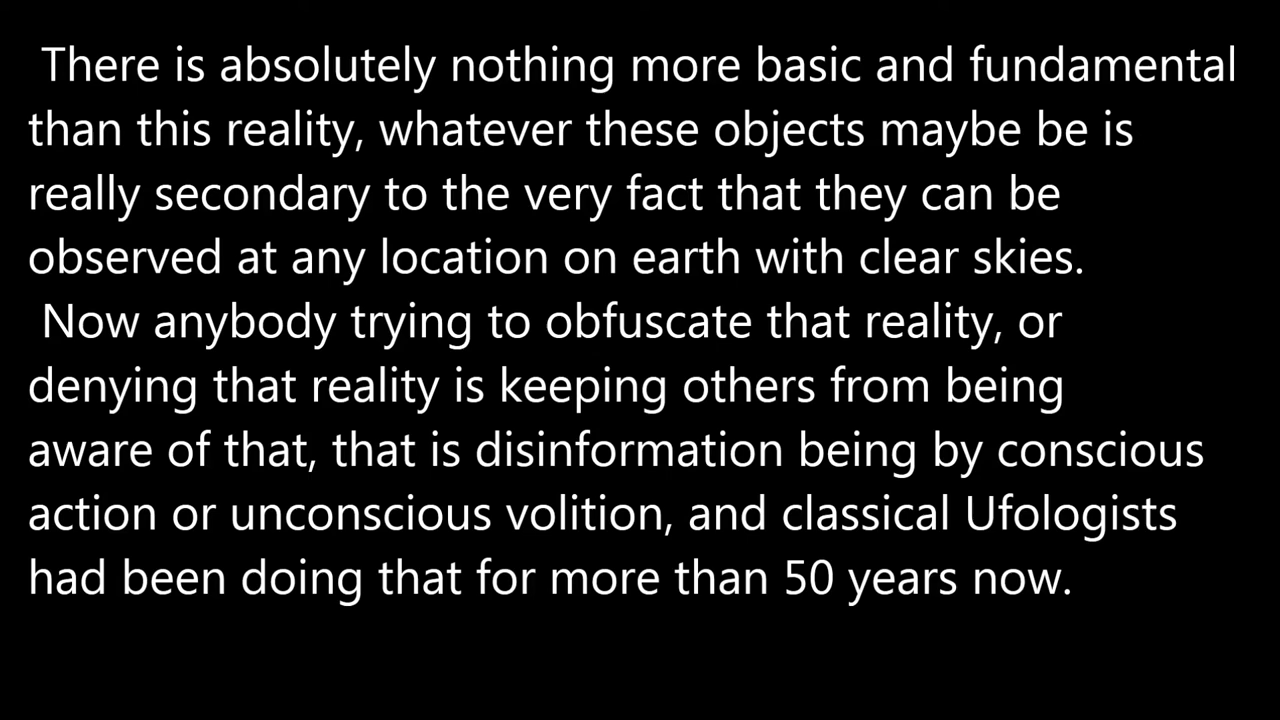 There is absolutely nothing more basic and fundamental
than this reality, whatever these objects maybe be is
really secondary to the very fact that they can be
observed at any location on earth with clear skies.
Now anybody trying to obfuscate that reality, or
denying that reality is keeping others from being
aware of that, that is disinformation being by conscious
action or unconscious volition, and classical Ufologists
had been doing that for more than 50 years now.